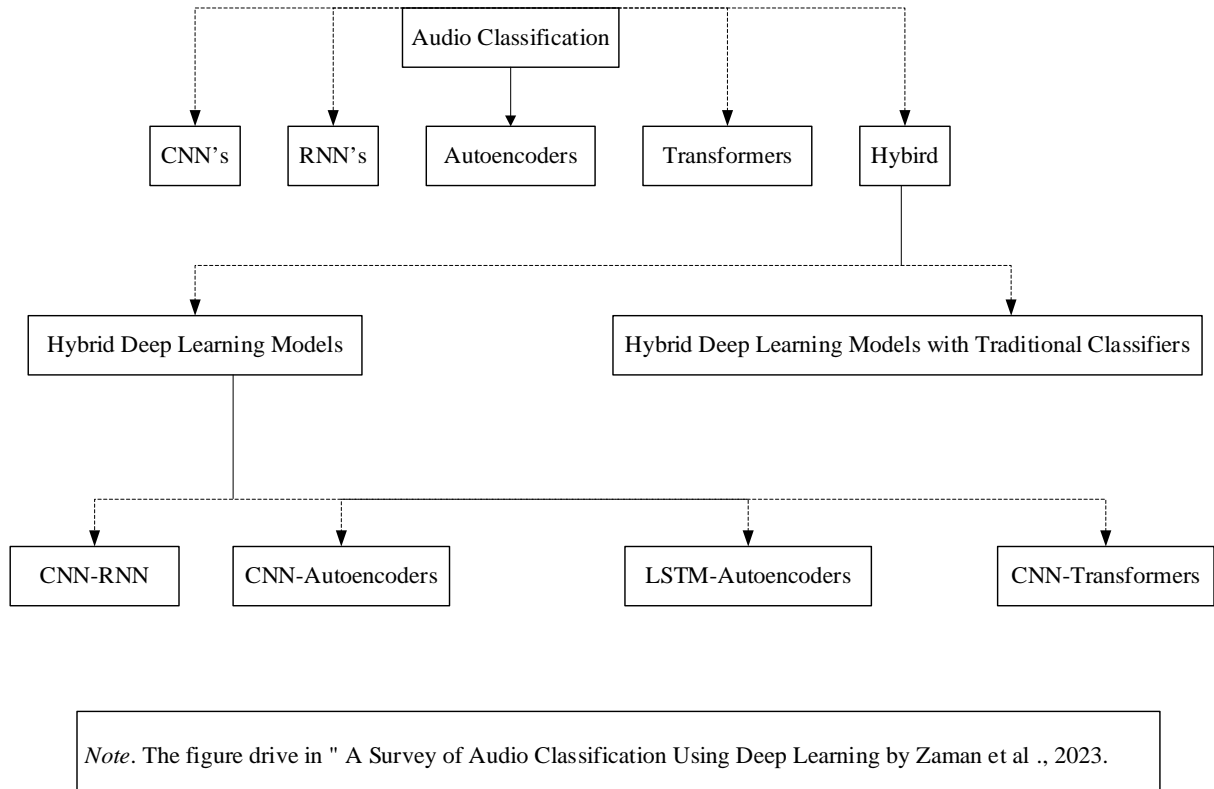 Audio Classification
CNN’s
RNN’s
Autoencoders
Transformers
Hybird
Hybrid Deep Learning Models
Hybrid Deep Learning Models with Traditional Classifiers
CNN-RNN
CNN-Autoencoders
LSTM-Autoencoders
CNN-Transformers
Note. The figure drive in " A Survey of Audio Classification Using Deep Learning by Zaman et al ., 2023.